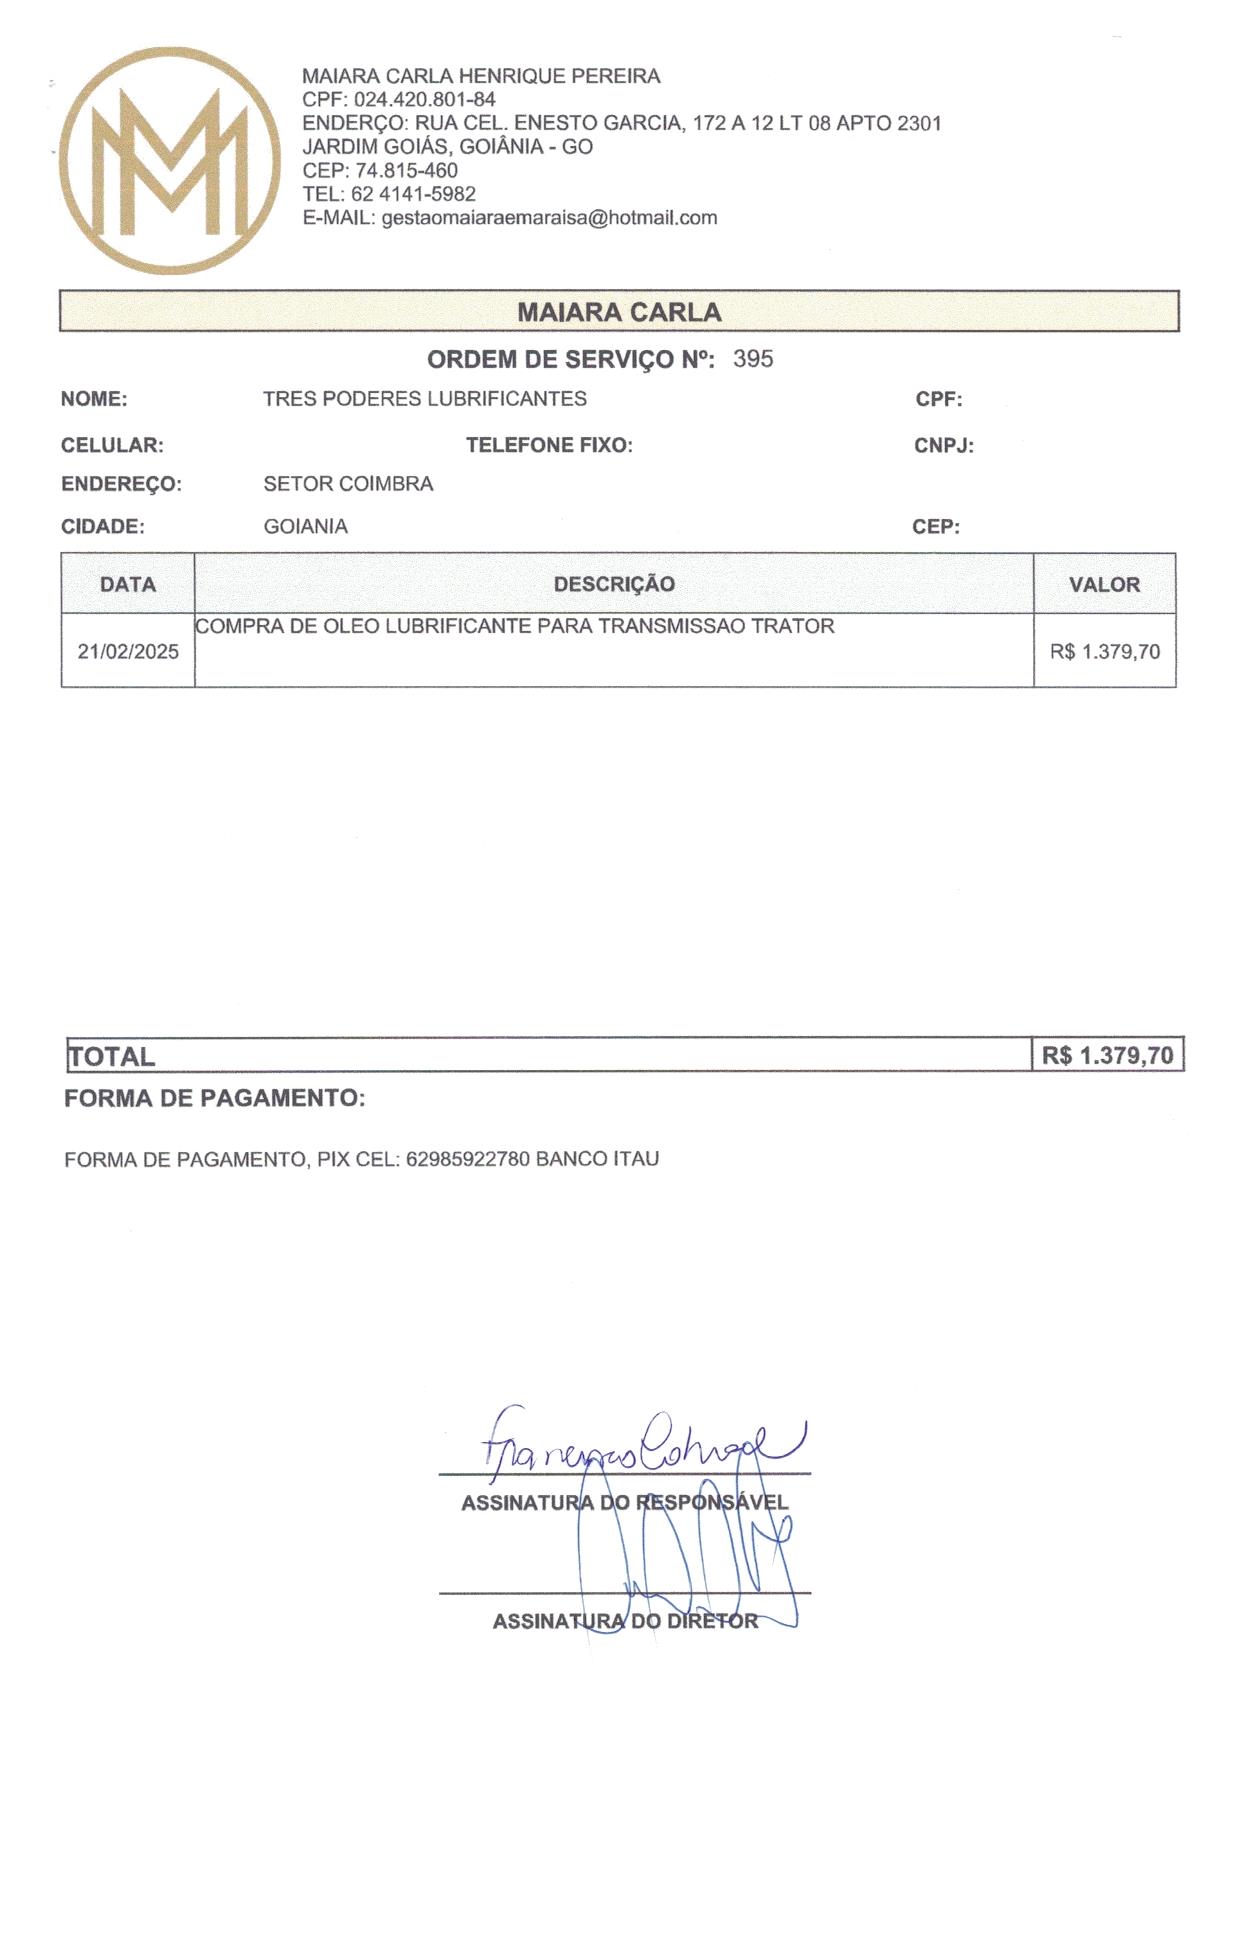 MAIARA CARLA HENRIQUE PEREIRA
CPF: 024.420.801-84
ENDERÇO: RUA CEL. ENESTO GARCIA, 172 A 12 LT 08 APTO 2301
JARDIM GOIÁS, GOIÂNIA - GO
CEP: 74.815-460
TEL: 62 4141-5982
E-MAIL: gestaomaiaraemaraisa@hotmail.com
MAIARA CARLA
ORDEM DE SERVIÇO Nº: 395
NOME: TRES PODERES LUBRIFICANTES CPF:
CELULAR: TELEFONE FIXO: CNPJ:
ENDEREÇO: SETOR COIMBRA
CIDADE: GOIANIA CEP:
DATA DESCRIÇÃO VALOR
21/02/2025 COMPRA DE OLEO LUBRIFICANTE PARA TRANSMISSAO TRATOR R$ 1.379,70
TOTAL R$ 1.379,70
FORMA DE PAGAMENTO:
FORMA DE PAGAMENTO, PIX CEL: 62985922780 BANCO ITAU
ASSINATURA DO RESPONSÁVEL
ASSINATURA DO DIRETOR